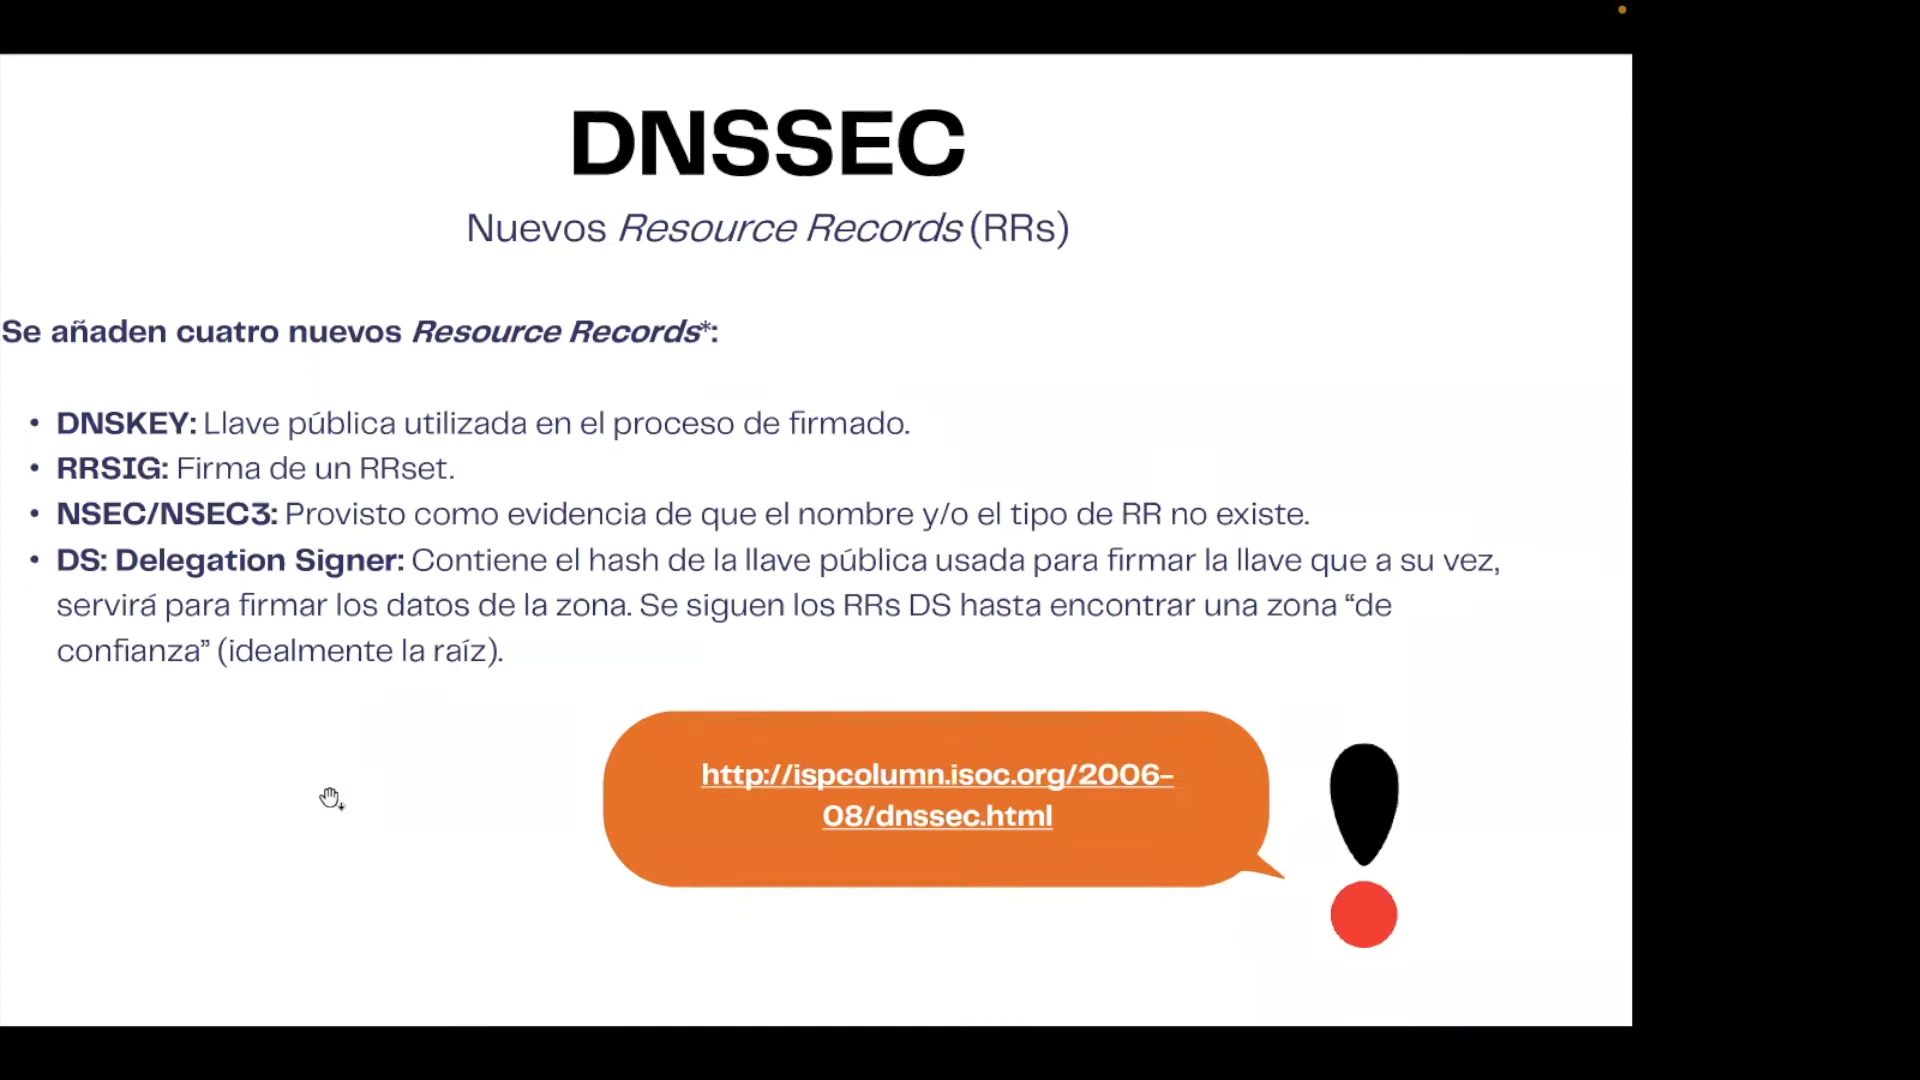 DNSSEC
Nuevos Resource Records (RRs)
Se añaden cuatro nuevos Resource Records*:
• DNSKEY: Llave pública utilizada en el proceso de firmado.
• RRSIG: Firma de un RRset.
• NSEC/NSEC3: Provisto como evidencia de que el nombre y/o el tipo de RR no existe.
• DS: Delegation Signer: Contiene el hash de la llave pública usada para firmar la llave que a su vez,
servirá para firmar los datos de la zona. Se siguen los RRs DS hasta encontrar una zona “de
confianza” (idealmente la raíz).
http://ispcolumn.isoc.org/2006-
08/dnssec.html